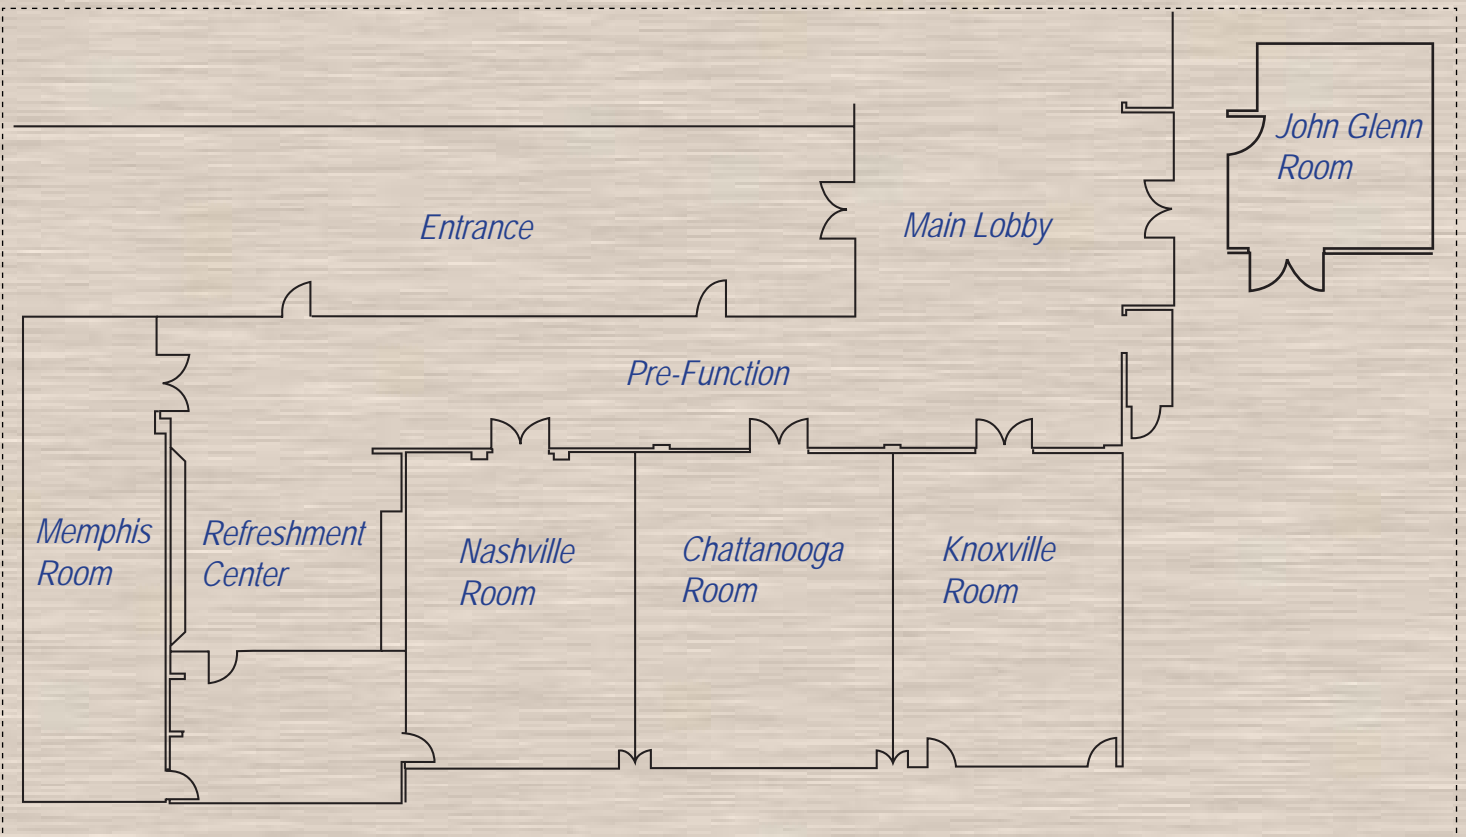 John Glenn
Room
Entrance
Main Lobby
Pre-Function
Memphis
Room
Refreshment
Center
Nashville
Room
Chattanooga
Room
Knoxville
Room